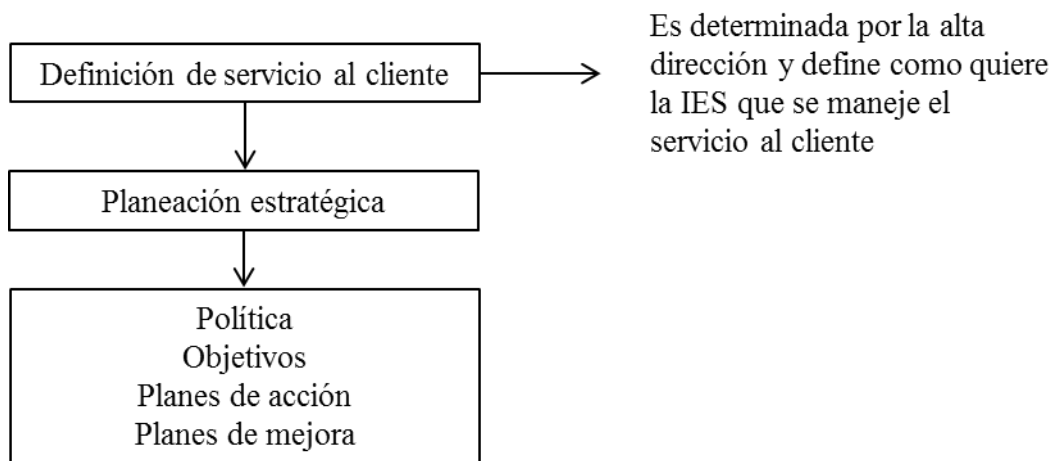 Definición de servicio al cliente
Es determinada por la alta
dirección y define como quiere
la IES que se maneje el
servicio al cliente
Planeación estratégica
Política
Objetivos
Planes de acción
Planes de mejora